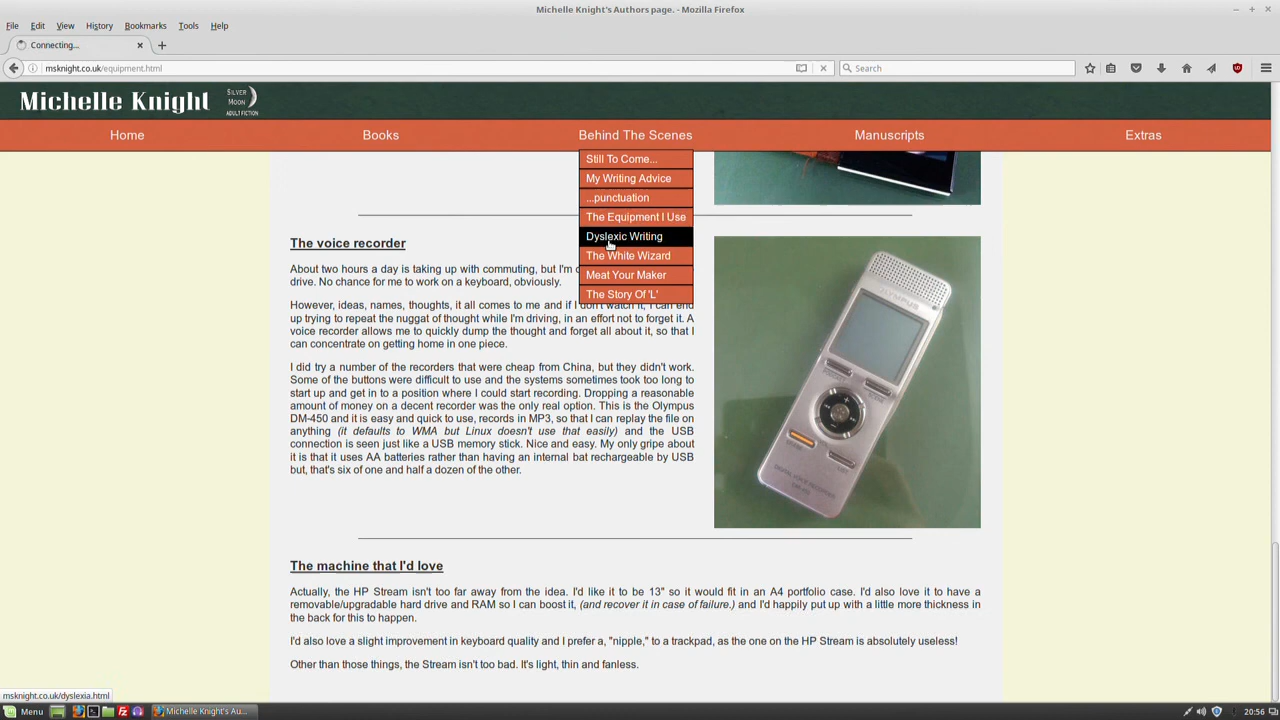 Michelle Knight's Authors page. - Mozilla Firefox
File Edit View History Bookmarks Tools Help
Connecting...
msknight.co.uk/equipment.html
Search
Michelle Knight
SILVER
MOON
ADULT FICTION
Home Books Behind The Scenes Manuscripts Extras
Still To Come...
My Writing Advice
...punctuation
The Equipment I Use
Dyslexic Writing
The White Wizard
Meat Your Maker
The Story Of 'L'
The voice recorder
About two hours a day is taking up with commuting, but I'm
drive. No chance for me to work on a keyboard, obviously.
However, ideas, names, thoughts, it all comes to me and if I don't watch it, I can end
up trying to repeat the nuggat of thought while I'm driving, in an effort not to forget it. A
voice recorder allows me to quickly dump the thought and forget all about it, so that I
can concentrate on getting home in one piece.
I did try a number of the recorders that were cheap from China, but they didn't work.
Some of the buttons were difficult to use and the systems sometimes took too long to
start up and get in to a position where I could start recording. Dropping a reasonable
amount of money on a decent recorder was the only real option. This is the Olympus
DM-450 and it is easy and quick to use, records in MP3, so that I can replay the file on
anything (it defaults to WMA but Linux doesn't use that easily) and the USB
connection is seen just like a USB memory stick. Nice and easy. My only gripe about
it is that it uses AA batteries rather than having an internal bat rechargeable by USB
but, that's six of one and half a dozen of the other.
OLYMPUS
DIGITAL VOICE RECORDER
DM-450
The machine that I'd love
Actually, the HP Stream isn't too far away from the idea. I'd like it to be 13" so it would fit in an A4 portfolio case. I'd also love it to have a
removable/upgradable hard drive and RAM so I can boost it, (and recover it in case of failure.) and I'd happily put up with a little more thickness in
the back for this to happen.
I'd also love a slight improvement in keyboard quality and I prefer a, "nipple," to a trackpad, as the one on the HP Stream is absolutely useless!
Other than those things, the Stream isn't too bad. It's light, thin and fanless.
msknight.co.uk/dyslexia.html
Menu Michelle Knight's Au... 20:56